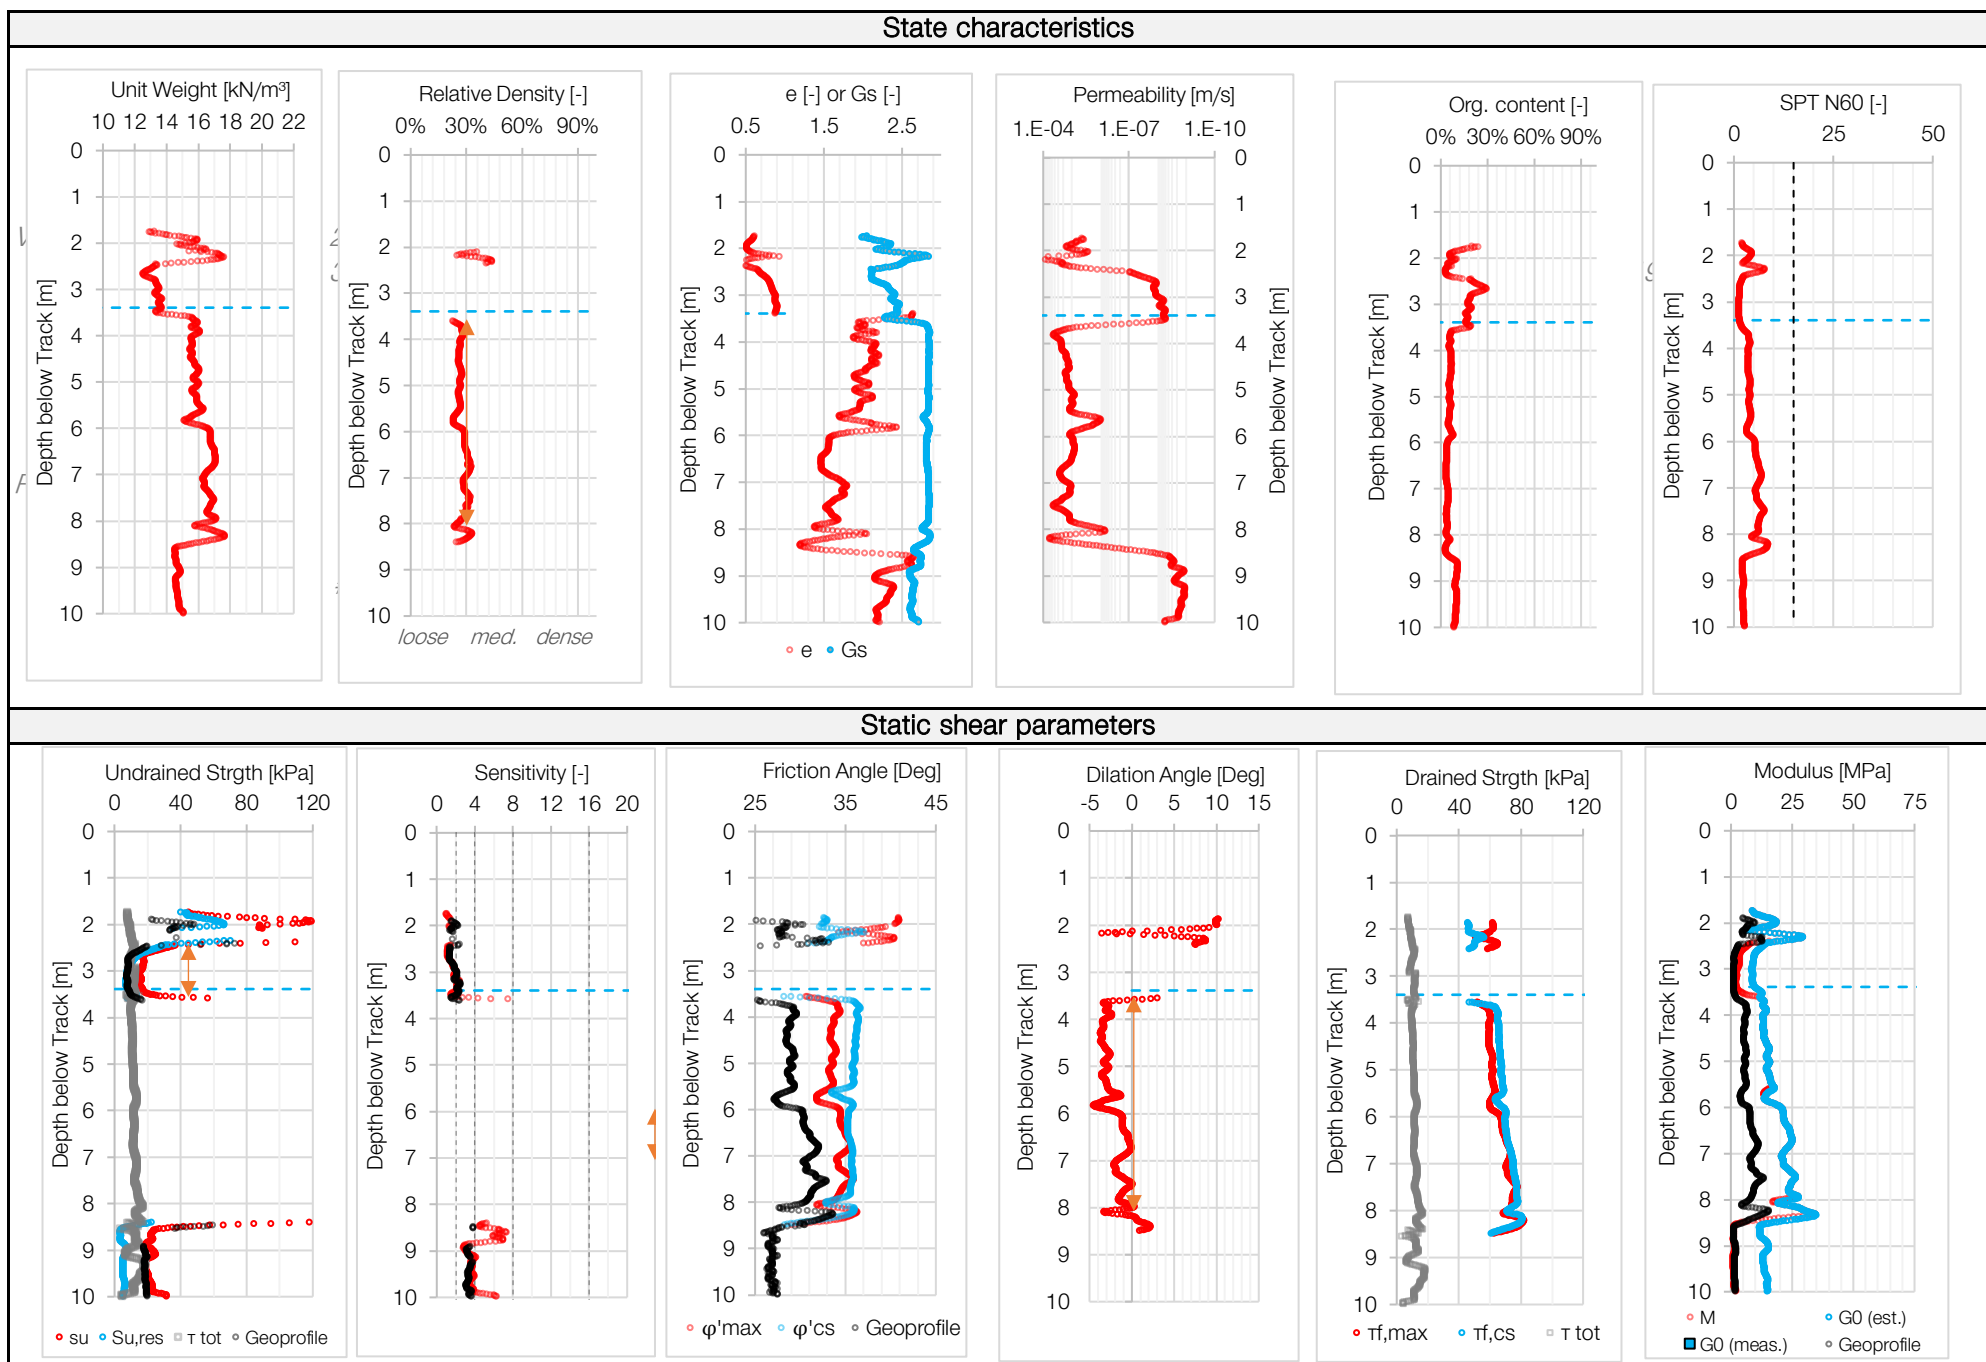 State characteristics
Unit Weight [kN/m³]
10 12 14 16 18 20 22
0
1
2
3
4
5
6
7
8
9
10
Depth below Track [m]
Relative Density [-]
0% 30% 60% 90%
0
1
2
3
4
5
6
7
8
9
10
Depth below Track [m]
loose med. dense
e [-] or Gs [-]
0.5 1.5 2.5
0
1
2
3
4
5
6
7
8
9
10
Depth below Track [m]
e Gs
Permeability [m/s]
1.E-04 1.E-07 1.E-10
0
1
2
3
4
5
6
7
8
9
10
Depth below Track [m]
Org. content [-]
0% 30% 60% 90%
0
1
2
3
4
5
6
7
8
9
10
Depth below Track [m]
SPT N60 [-]
0 25 50
0
1
2
3
4
5
6
7
8
9
10
Depth below Track [m]
Static shear parameters
Undrained Strgth [kPa]
0 40 80 120
0
1
2
3
4
5
6
7
8
9
10
Depth below Track [m]
su Su,res τ tot Geoprofile
Sensitivity [-]
0 4 8 12 16 20
0
1
2
3
4
5
6
7
8
9
10
Depth below Track [m]
Friction Angle [Deg]
25 35 45
0
1
2
3
4
5
6
7
8
9
10
Depth below Track [m]
φ'max φ'cs Geoprofile
Dilation Angle [Deg]
-5 0 5 10 15
0
1
2
3
4
5
6
7
8
9
10
Depth below Track [m]
Drained Strgth [kPa]
0 40 80 120
0
1
2
3
4
5
6
7
8
9
10
Depth below Track [m]
τf,max τf,cs τ tot
Modulus [MPa]
0 25 50 75
0
1
2
3
4
5
6
7
8
9
10
Depth below Track [m]
M G0 (est.)
G0 (meas.) Geoprofile